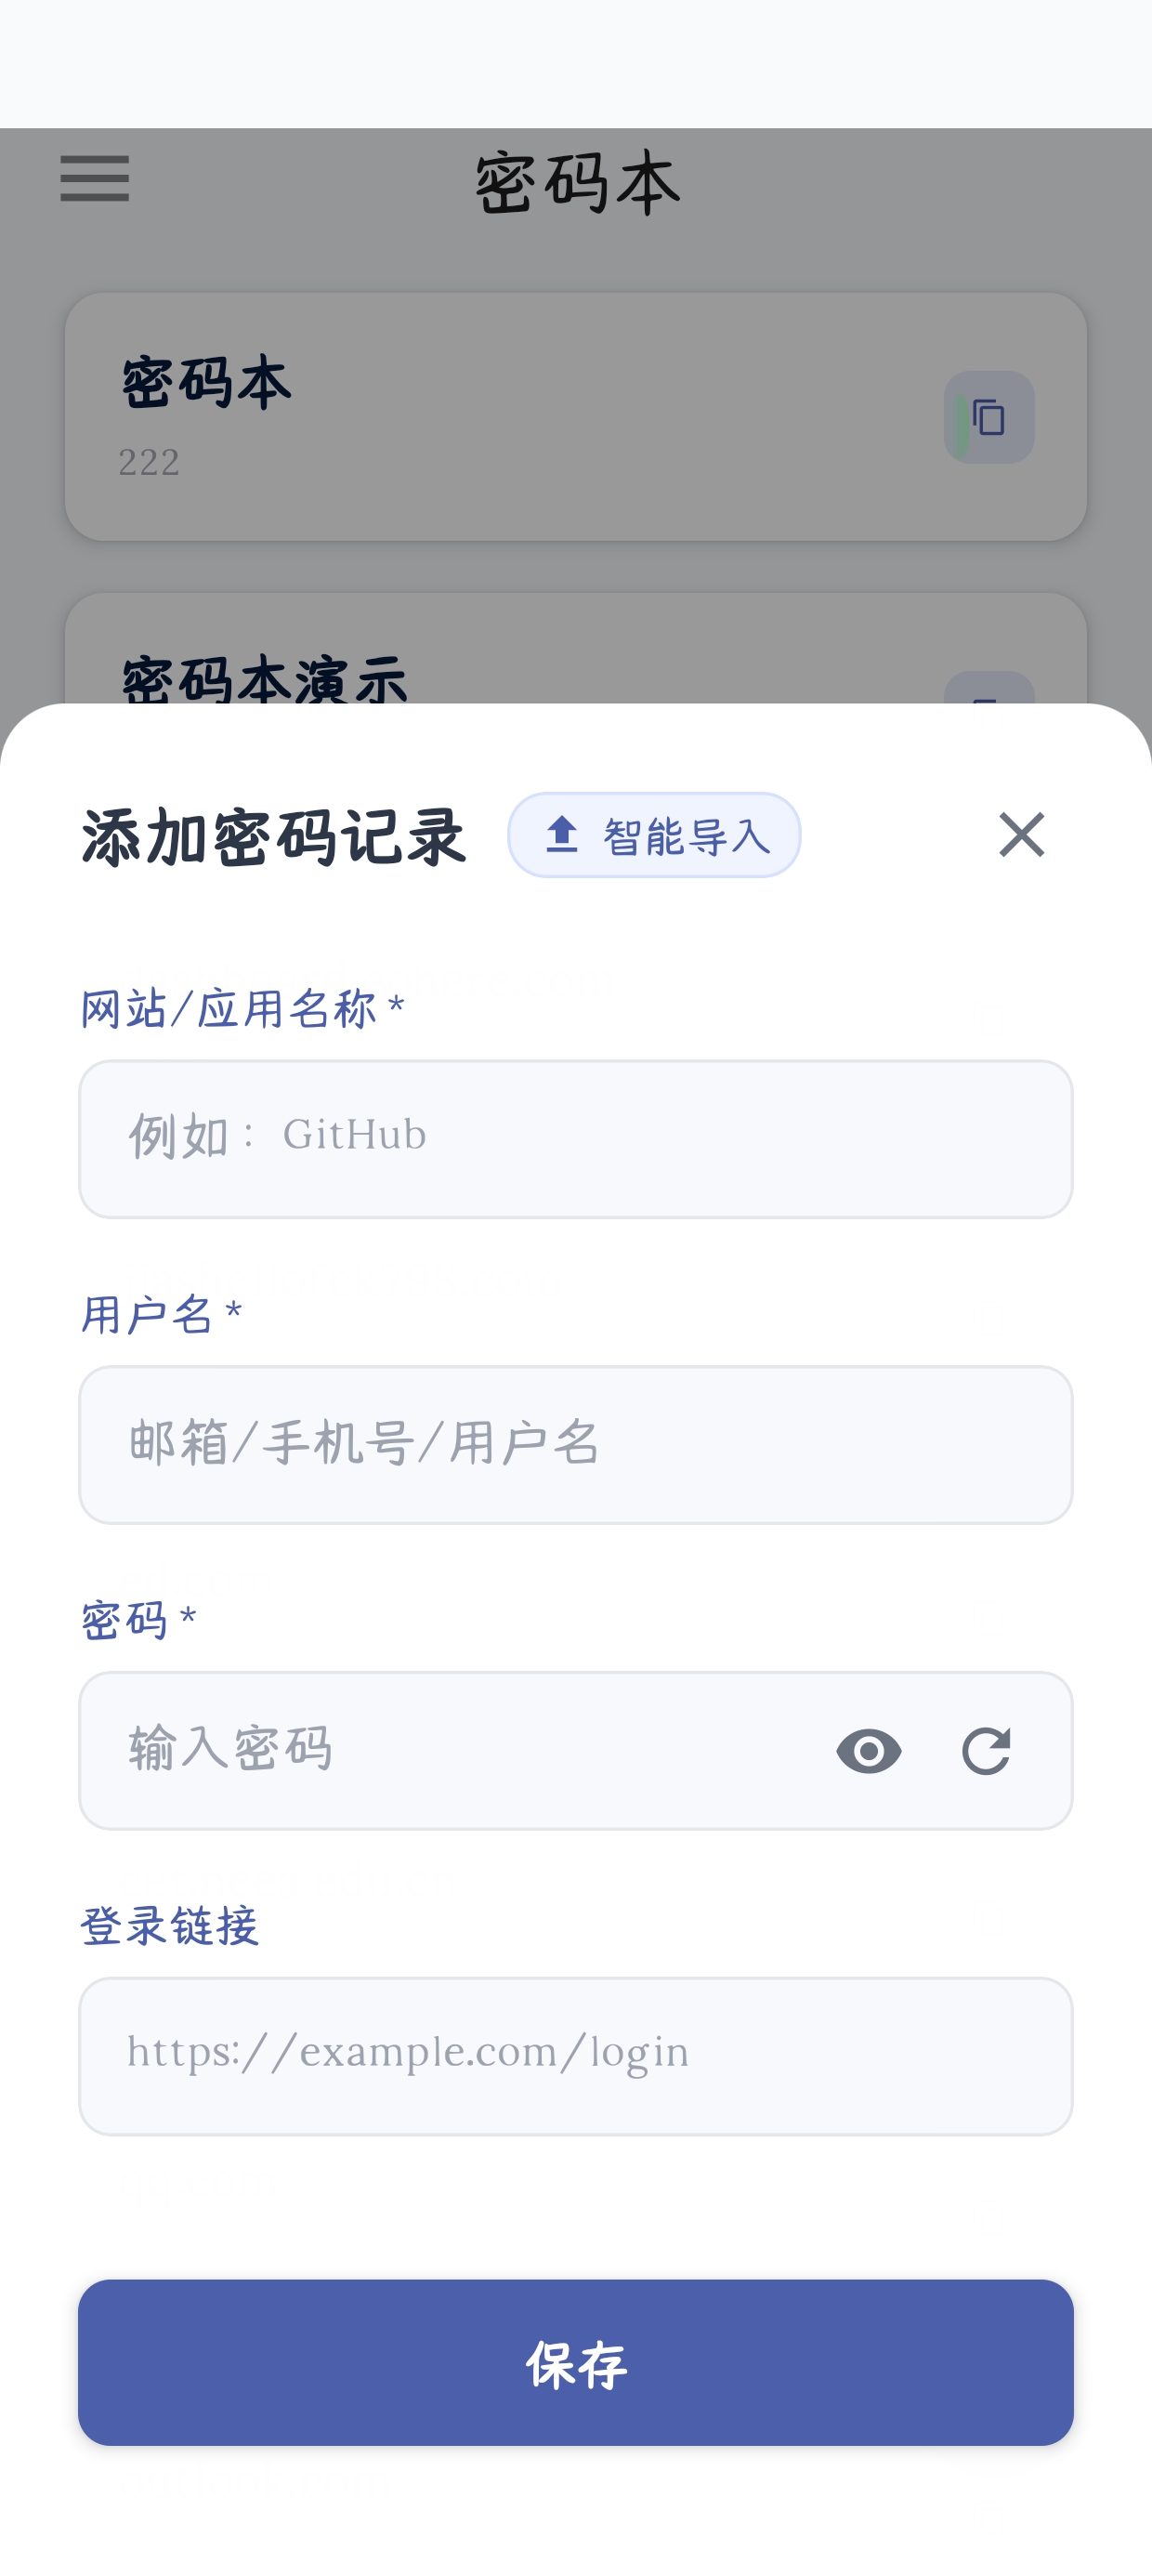 密码本
密码本
222
密码本演示
添加密码记录
智能导入
网站/应用名称 *
例如：GitHub
用户名 *
邮箱/手机号/用户名
密码 *
输入密码
登录链接
https://example.com/login
保存